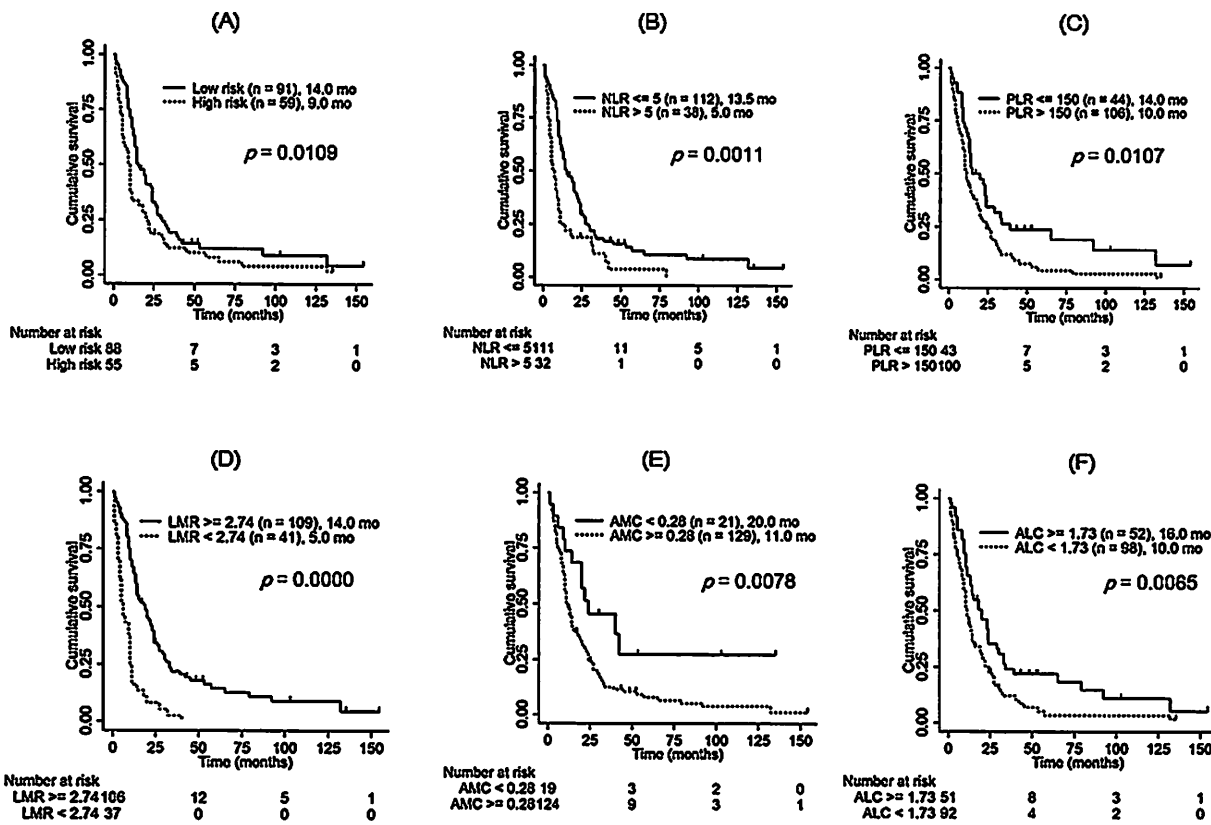 (A)
Cumulative survival
1.00
0.75
0.50
0.25
0.00
Low risk (n = 91), 14.0 mo
High risk (n = 59), 9.0 mo
p = 0.0109
0 25 50 75 100 125 150
Time (months)
Number at risk
Low risk 88 7 3 1
High risk 55 5 2 0
(B)
Cumulative survival
1.00
0.75
0.50
0.25
0.00
NLR <= 5 (n = 112), 13.5 mo
NLR > 5 (n = 38), 5.0 mo
p = 0.0011
0 25 50 75 100 125 150
Time (months)
Number at risk
NLR <= 5111 11 5 1
NLR > 5 32 1 0 0
(C)
Cumulative survival
1.00
0.75
0.50
0.25
0.00
PLR <= 150 (n = 44), 14.0 mo
PLR > 150 (n = 106), 10.0 mo
p = 0.0107
0 25 50 75 100 125 150
Time (months)
Number at risk
PLR <= 150 43 7 3 1
PLR > 150100 5 2 0
(D)
Cumulative survival
1.00
0.75
0.50
0.25
0.00
LMR >= 2.74 (n = 109), 14.0 mo
LMR < 2.74 (n = 41), 5.0 mo
p = 0.0000
0 25 50 75 100 125 150
Time (months)
Number at risk
LMR >= 2.74 106 12 5 1
LMR < 2.74 37 0 0 0
(E)
Cumulative survival
1.00
0.75
0.50
0.25
0.00
AMC < 0.28 (n = 21), 20.0 mo
AMC >= 0.28 (n = 129), 11.0 mo
p = 0.0078
0 25 50 75 100 125 150
Time (months)
Number at risk
AMC < 0.28 19 3 2 0
AMC >= 0.28124 9 3 1
(F)
Cumulative survival
1.00
0.75
0.50
0.25
0.00
ALC >= 1.73 (n = 52), 16.0 mo
ALC < 1.73 (n = 98), 10.0 mo
p = 0.0065
0 25 50 75 100 125 150
Time (months)
Number at risk
ALC >= 1.73 51 8 3 1
ALC < 1.73 92 4 2 0